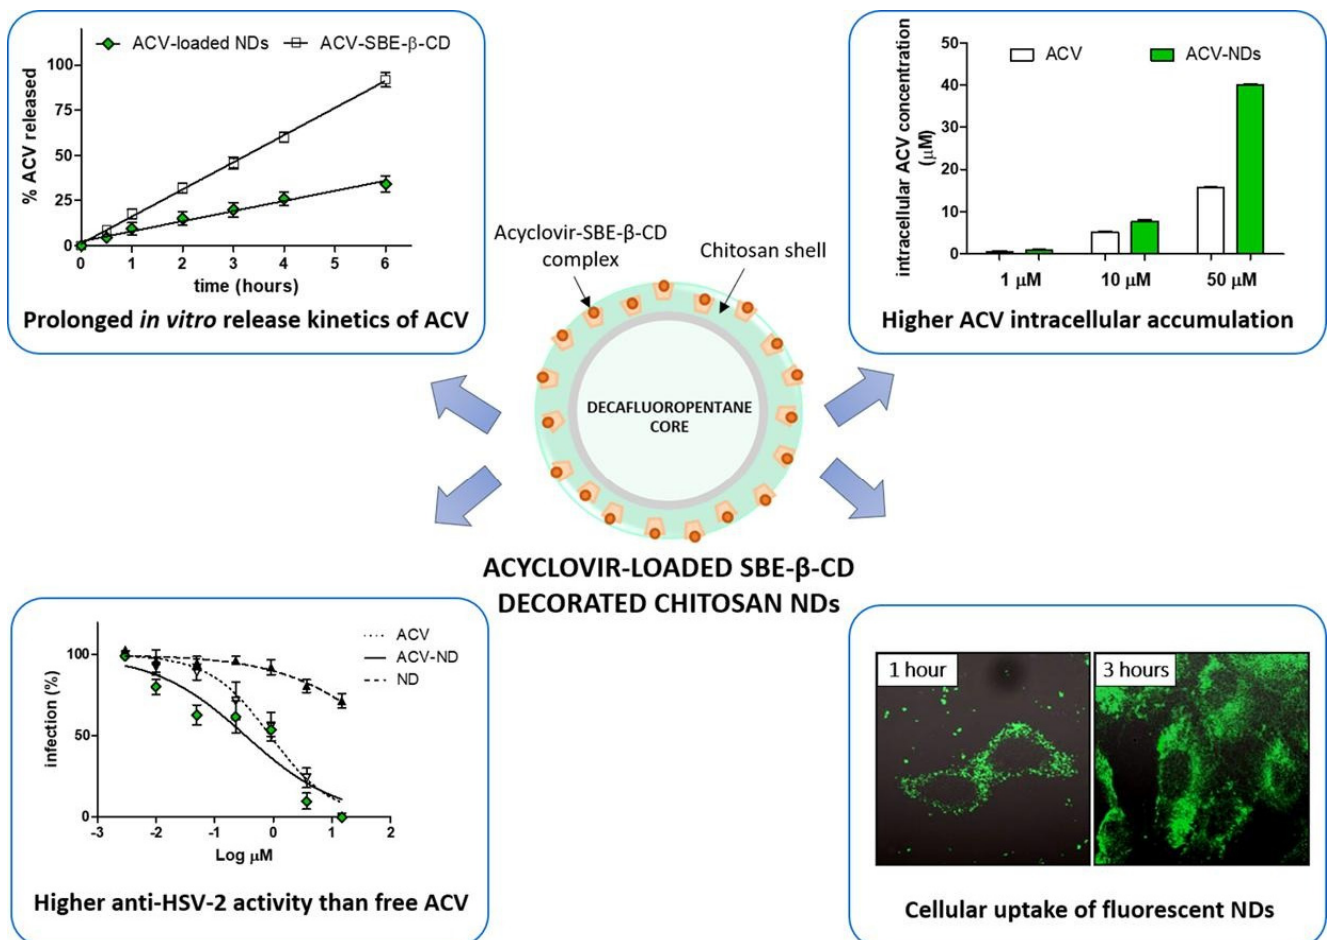 ACV-loaded NDs
ACV-SBE-β-CD
100
75
50
25
0
% ACV released
0
1
2
3
4
5
6
time (hours)
Prolonged in vitro release kinetics of ACV
ACV
ACV-NDs
50
40
30
20
10
0
intracellular ACV concentration
(μM)
1 μM
10 μM
50 μM
Higher ACV intracellular accumulation
Acyclovir-SBE-β-CD
complex
Chitosan shell
DECAFLUOROPENTANE
CORE
ACYCLOVIR-LOADED SBE-β-CD
DECORATED CHITOSAN NDs
ACV
ACV-ND
ND
100
50
0
infection (%)
-3
-2
-1
0
1
2
Log μM
Higher anti-HSV-2 activity than free ACV
1 hour
3 hours
Cellular uptake of fluorescent NDs